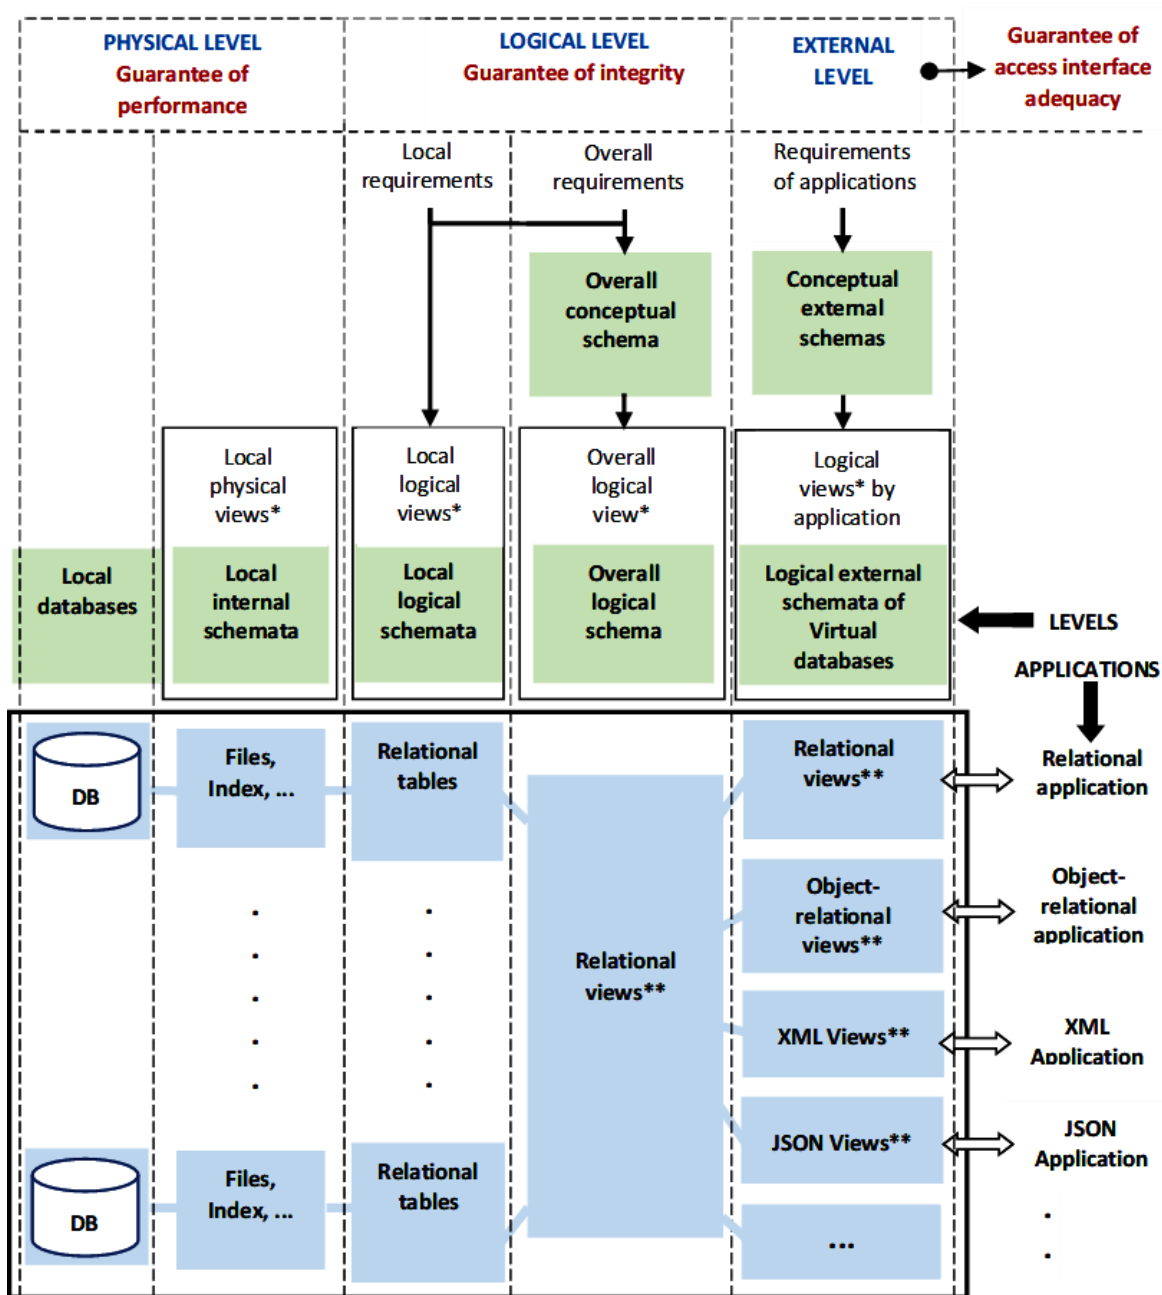 PHYSICAL LEVEL
Guarantee of
performance
LOGICAL LEVEL
Guarantee of integrity
EXTERNAL
LEVEL
Guarantee of
access interface
adequacy
Local
requirements
Overall
requirements
Requirements
of applications
Overall
conceptual
schema
Conceptual
external
schemas
Local
physical
views*
Local
logical
views*
Overall
logical
view*
Logical
views* by
application
Local
databases
Local
internal
schemata
Local
logical
schemata
Overall
logical
schema
Logical external
schemata of
Virtual
databases
LEVELS
APPLICATIONS
DB
Files,
Index, ...
Relational
tables
Relational
views**
Relational
application
Object-
relational
views**
Object-
relational
application
Relational
views**
XML Views**
XML
Application
JSON Views**
JSON
Application
DB
Files,
Index, ...
Relational
tables
...